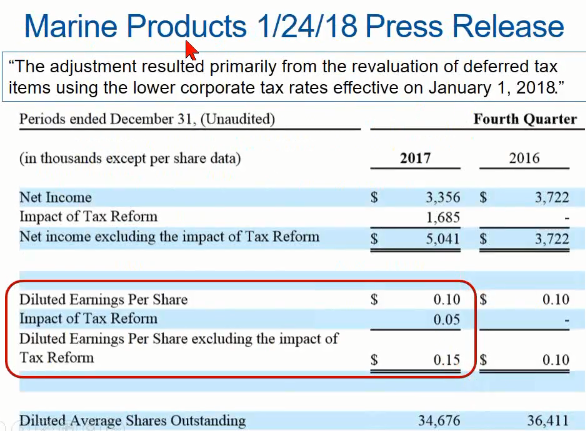 Marine Products 1/24/18 Press Release
“The adjustment resulted primarily from the revaluation of deferred tax
items using the lower corporate tax rates effective on January 1, 2018.”
Periods ended December 31, (Unaudited) Fourth Quarter
(in thousands except per share data) 2017 2016
Net Income $ 3,356 $ 3,722
Impact of Tax Reform 1,685 -
Net income excluding the impact of Tax Reform $ 5,041 $ 3,722
Diluted Earnings Per Share $ 0.10 $ 0.10
Impact of Tax Reform 0.05 -
Diluted Earnings Per Share excluding the impact of
Tax Reform $ 0.15 $ 0.10
Diluted Average Shares Outstanding 34,676 36,411